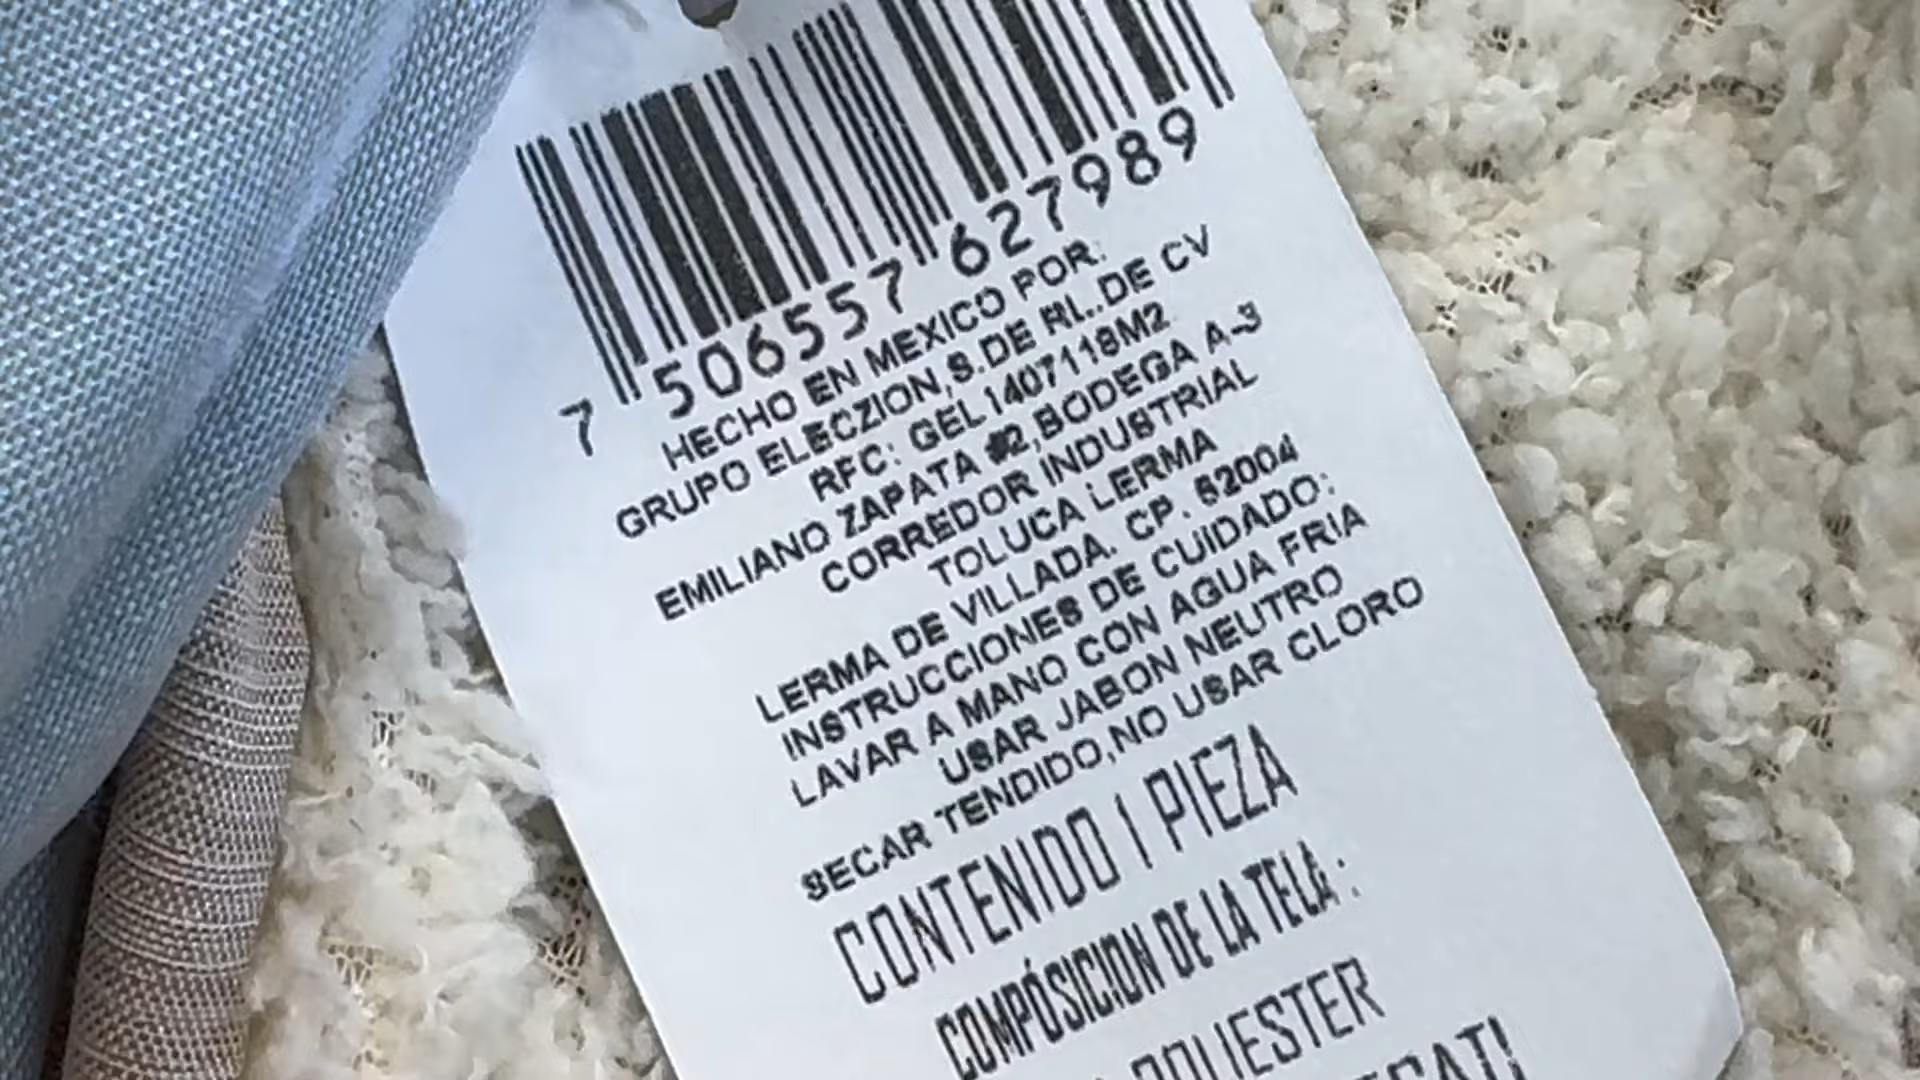 7 506557 627989
HECHO EN MEXICO POR:
GRUPO ELECZION,S.DE RL..DE CV
RFC: GEL1407118M2
EMILIANO ZAPATA #2,BODEGA A-3
CORREDOR INDUSTRIAL
TOLUCA LERMA
LERMA DE VILLADA. CP. 52004
INSTRUCCIONES DE CUIDADO:
LAVAR A MANO CON AGUA FRIA
USAR JABON NEUTRO
SECAR TENDIDO,NO USAR CLORO
CONTENIDO 1 PIEZA
COMPOSICION DE LA TELA :
POLIESTER